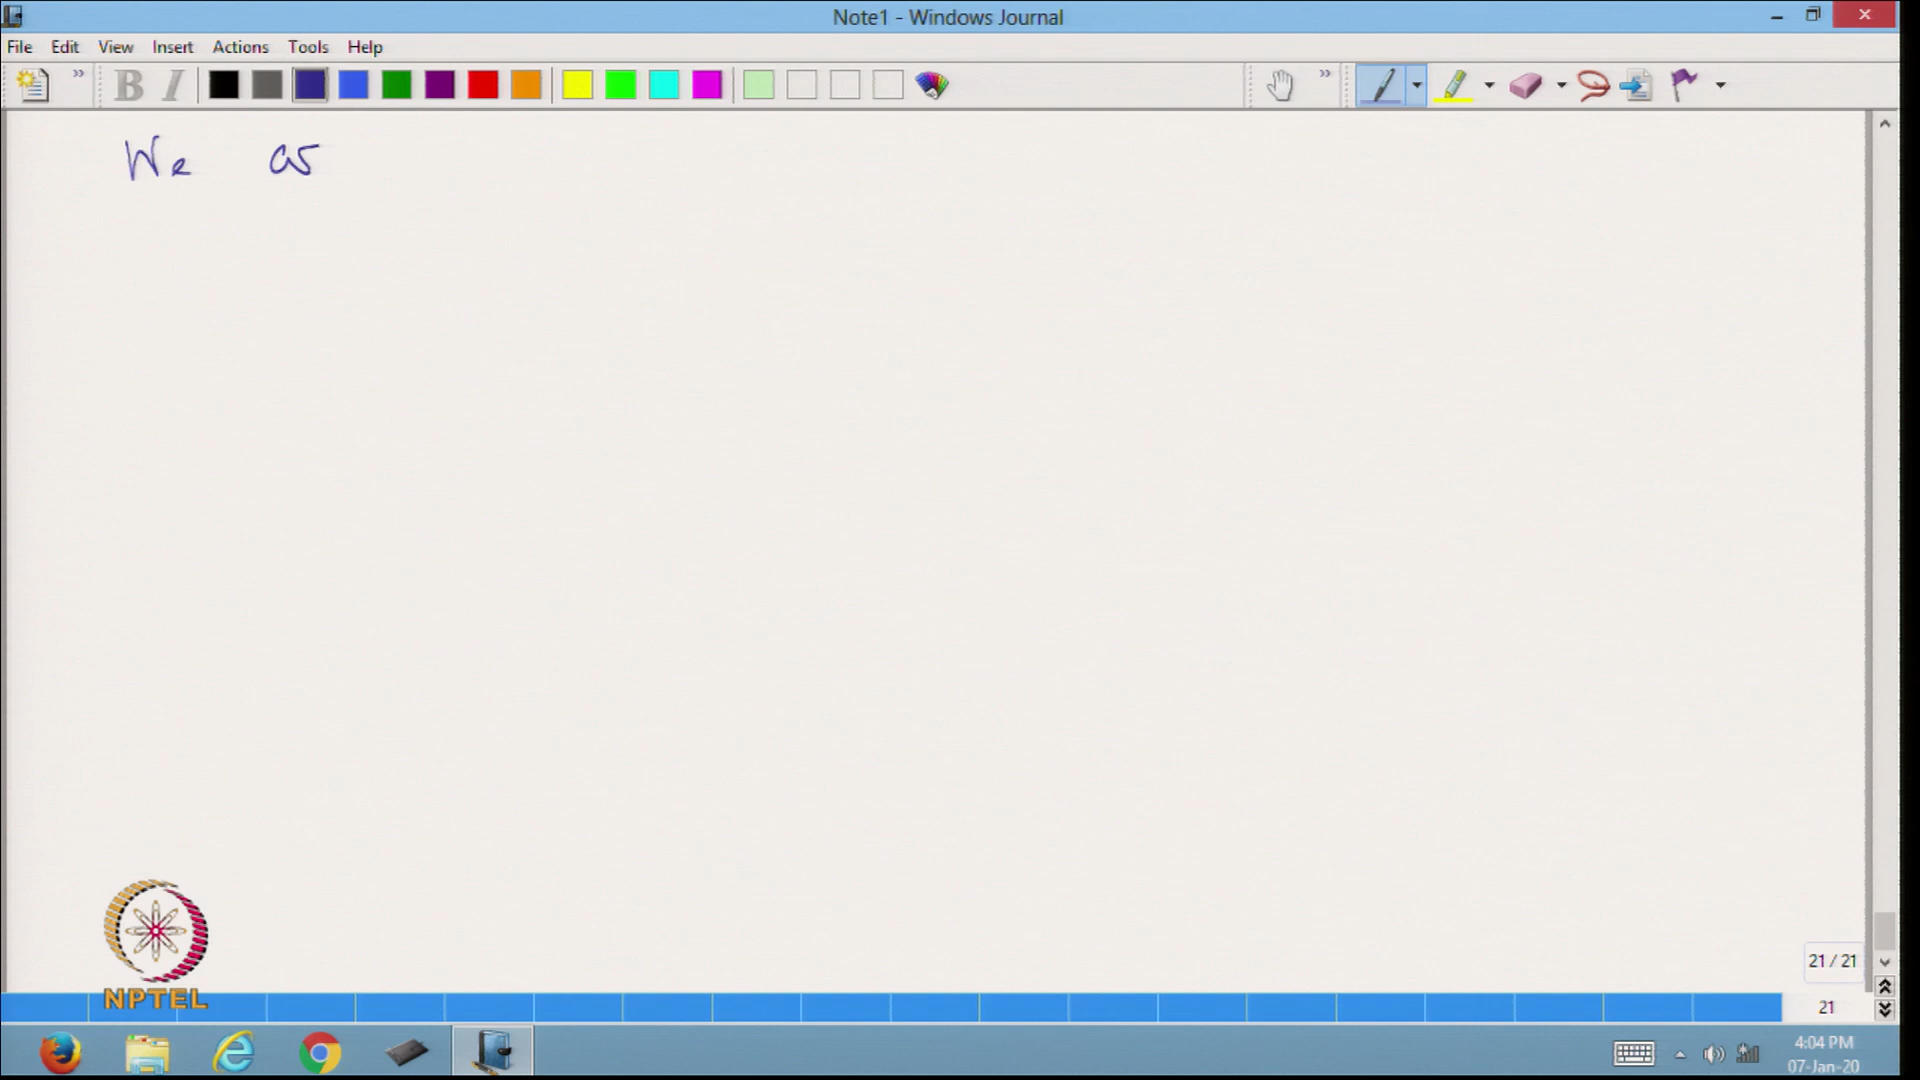 Note1 - Windows Journal
File Edit View Insert Actions Tools Help
B I
We ar
21 / 21
NPTEL
21
4:04 PM
07-Jan-20